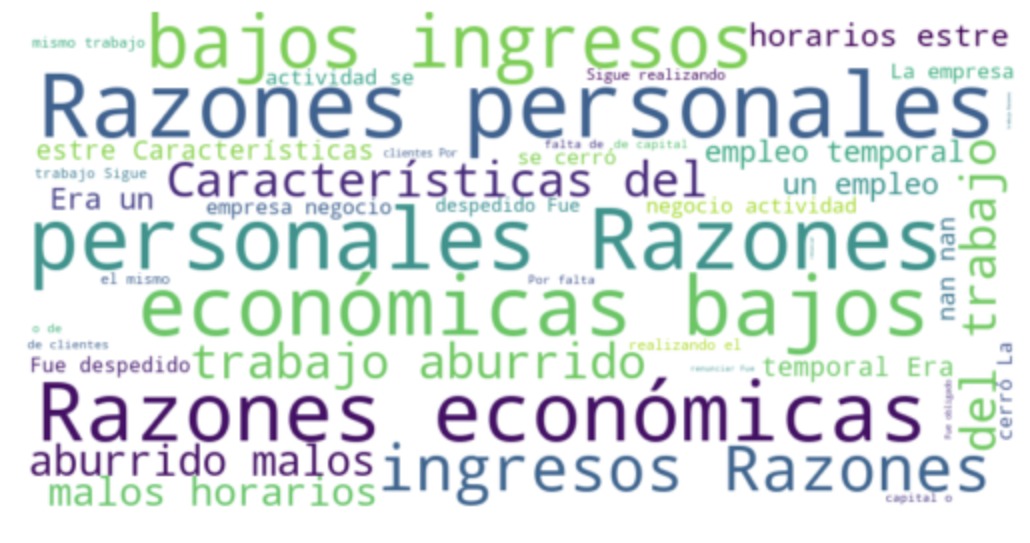 mismo trabajo
bajos ingresos
horarios estre
actividad se
Sigue realizando
La empresa
Razones personales
estre Características
clientes Por
falta de
de capital
se cerró
empleo temporal
trabajo Sigue
Características del
un empleo
Era un
empresa negocio
despedido Fue
negocio actividad
personales Razones
nan nan
del trabajo
el mismo
Por falta
económicas bajos
o de
de clientes
Fue despedido
trabajo aburrido
realizando el
renunciar Fue
temporal Era
cerró La
Razones económicas
Fue obligado
aburrido malos
ingresos Razones
malos horarios
capital o